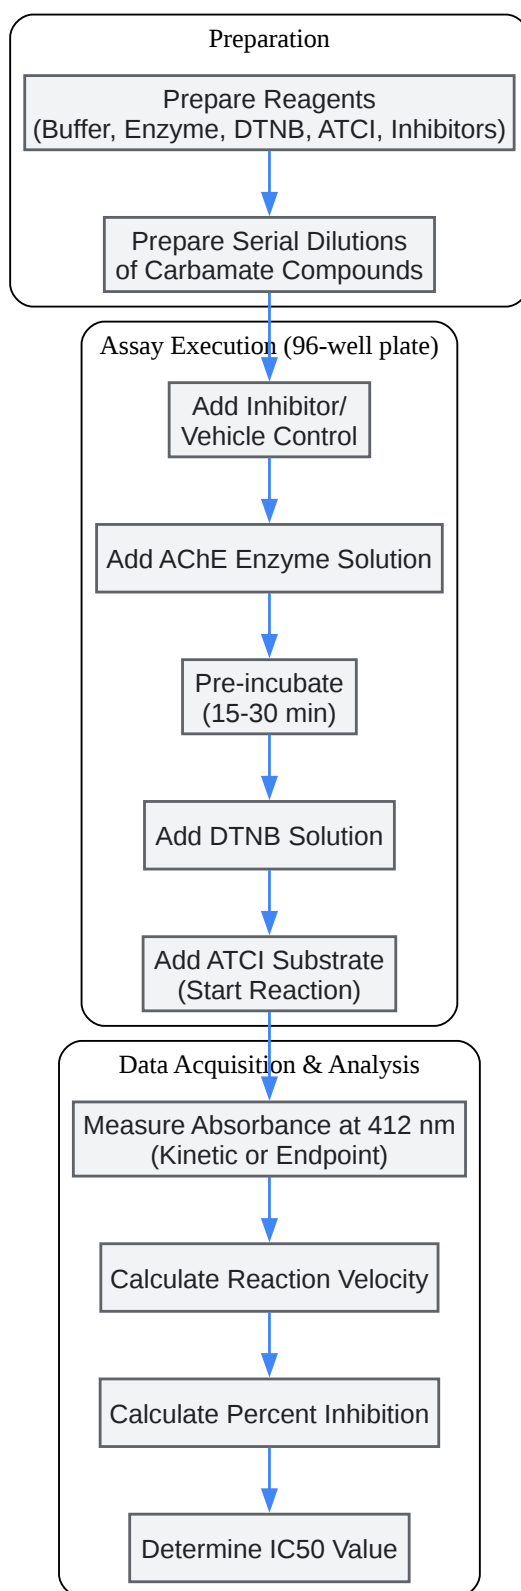 Preparation
Prepare Reagents
(Buffer, Enzyme, DTNB, ATCI, Inhibitors)
Prepare Serial Dilutions
of Carbamate Compounds
Assay Execution (96-well plate)
Add Inhibitor/
Vehicle Control
Add AChE Enzyme Solution
Pre-incubate
(15-30 min)
Add DTNB Solution
Add ATCI Substrate
(Start Reaction)
Data Acquisition & Analysis
Measure Absorbance at 412 nm
(Kinetic or Endpoint)
Calculate Reaction Velocity
Calculate Percent Inhibition
Determine IC50 Value